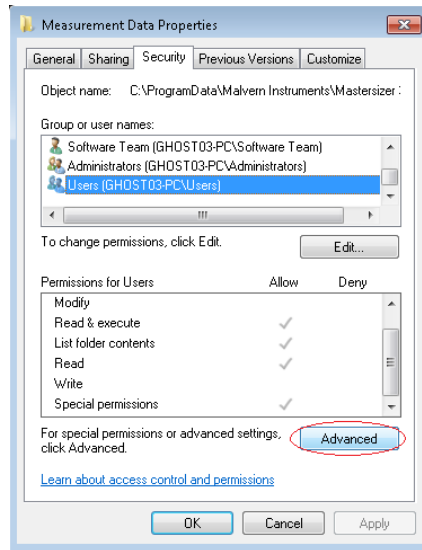 Measurement Data Properties
General Sharing Security Previous Versions Customize
Object name: C:\ProgramData\Malvern Instruments\Mastersizer :
Group or user names:
Software Team (GHOST03-PC\Software Team)
Administrators (GHOST03-PC\Administrators)
Users (GHOST03-PC\Users)
To change permissions, click Edit.
Edit...
Permissions for Users Allow Deny
Modify
Read & execute
List folder contents
Read
Write
Special permissions
For special permissions or advanced settings,
click Advanced.
Advanced
Learn about access control and permissions
OK Cancel Apply